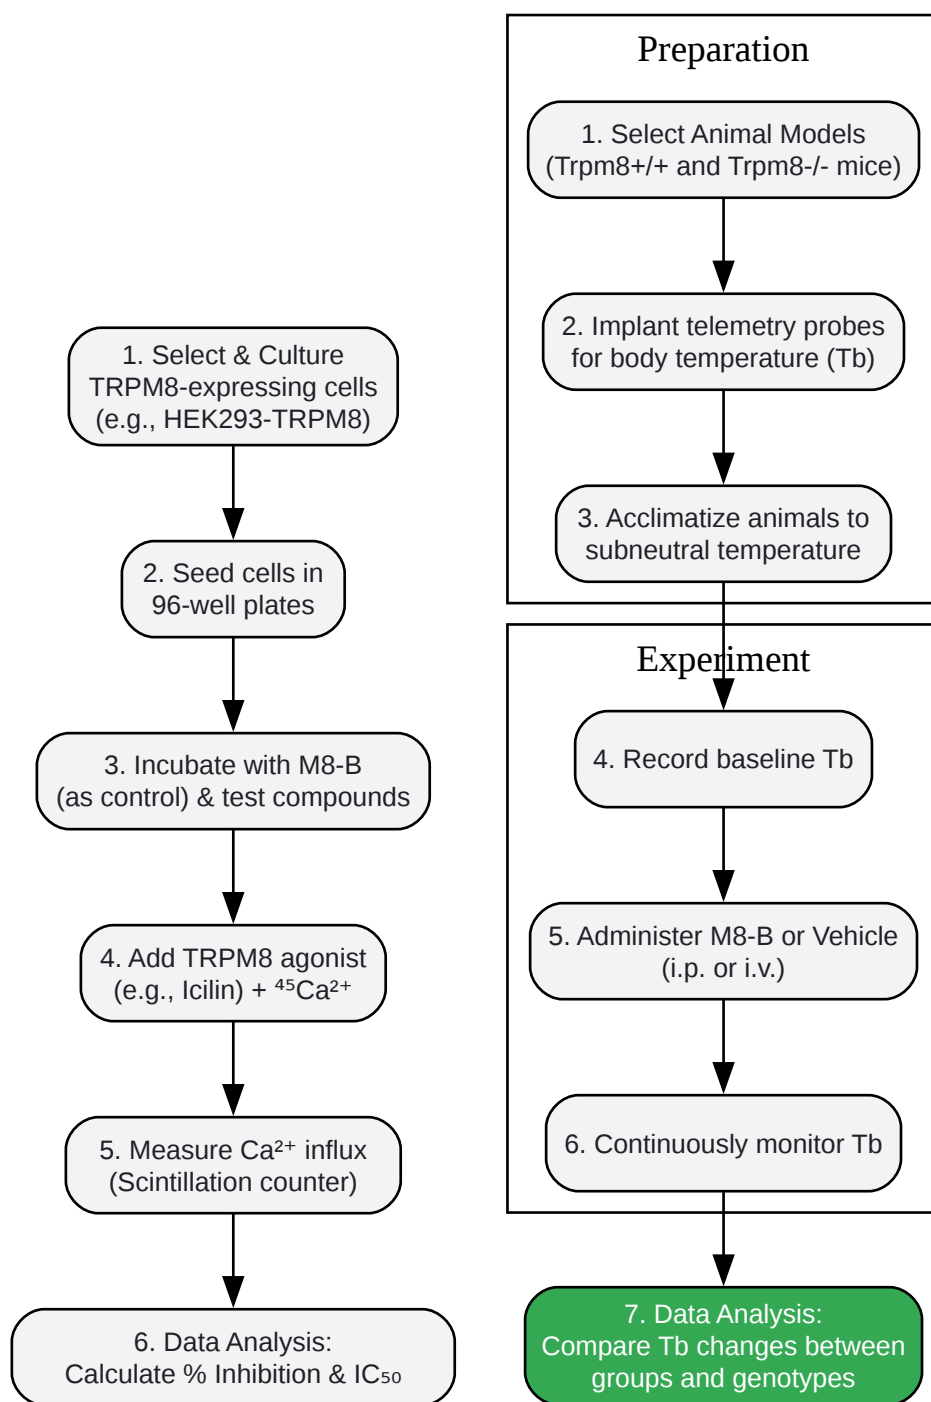 1. Select & Culture
TRPM8-expressing cells
(e.g., HEK293-TRPM8)
2. Seed cells in
96-well plates
3. Incubate with M8-B
(as control) & test compounds
4. Add TRPM8 agonist
(e.g., Icilin) + ⁴⁵Ca²⁺
5. Measure Ca²⁺ influx
(Scintillation counter)
6. Data Analysis:
Calculate % Inhibition & IC₅₀
Preparation
1. Select Animal Models
(Trpm8+/+ and Trpm8-/- mice)
2. Implant telemetry probes
for body temperature (Tb)
3. Acclimatize animals to
subneutral temperature
Experiment
4. Record baseline Tb
5. Administer M8-B or Vehicle
(i.p. or i.v.)
6. Continuously monitor Tb
7. Data Analysis:
Compare Tb changes between
groups and genotypes